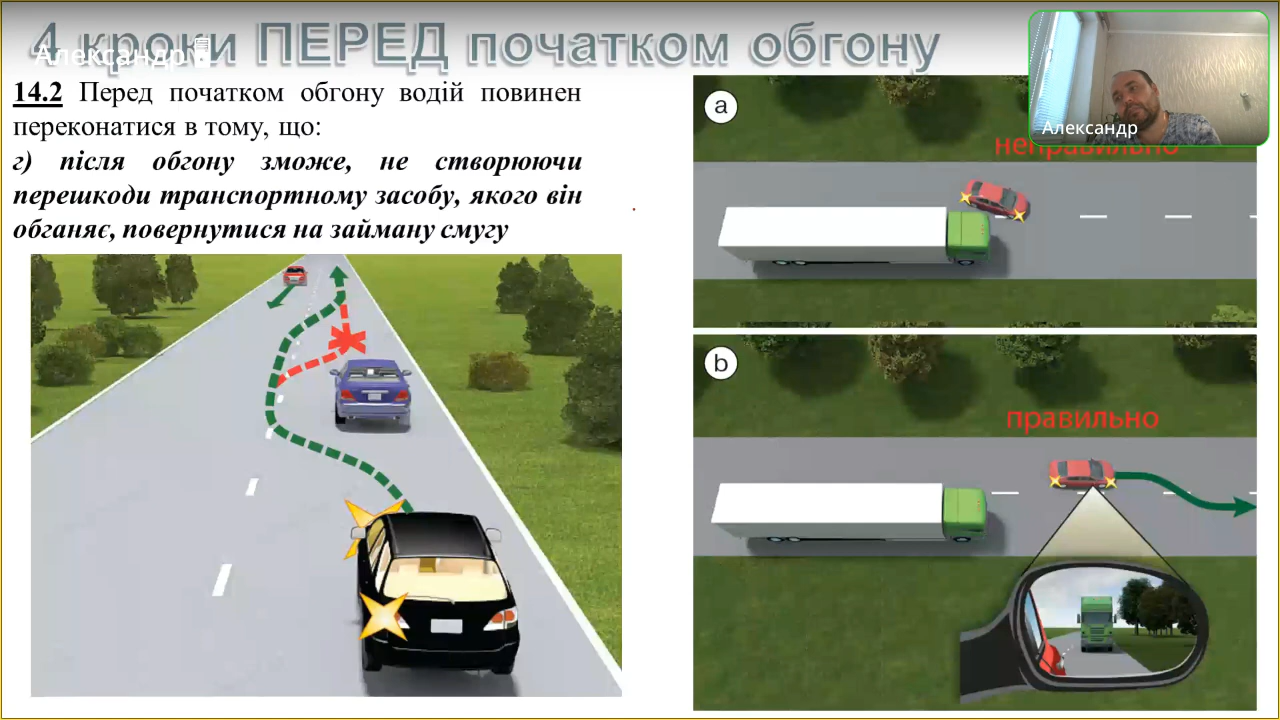 4 кроки ПЕРЕД початком обгону
Александр
14.2 Перед початком обгону водій повинен
переконатися в тому, що:
г) після обгону зможе, не створюючи
перешкоди транспортному засобу, якого він
обганяє, повернутися на займану смугу
a
Александр
неправильно
b
правильно